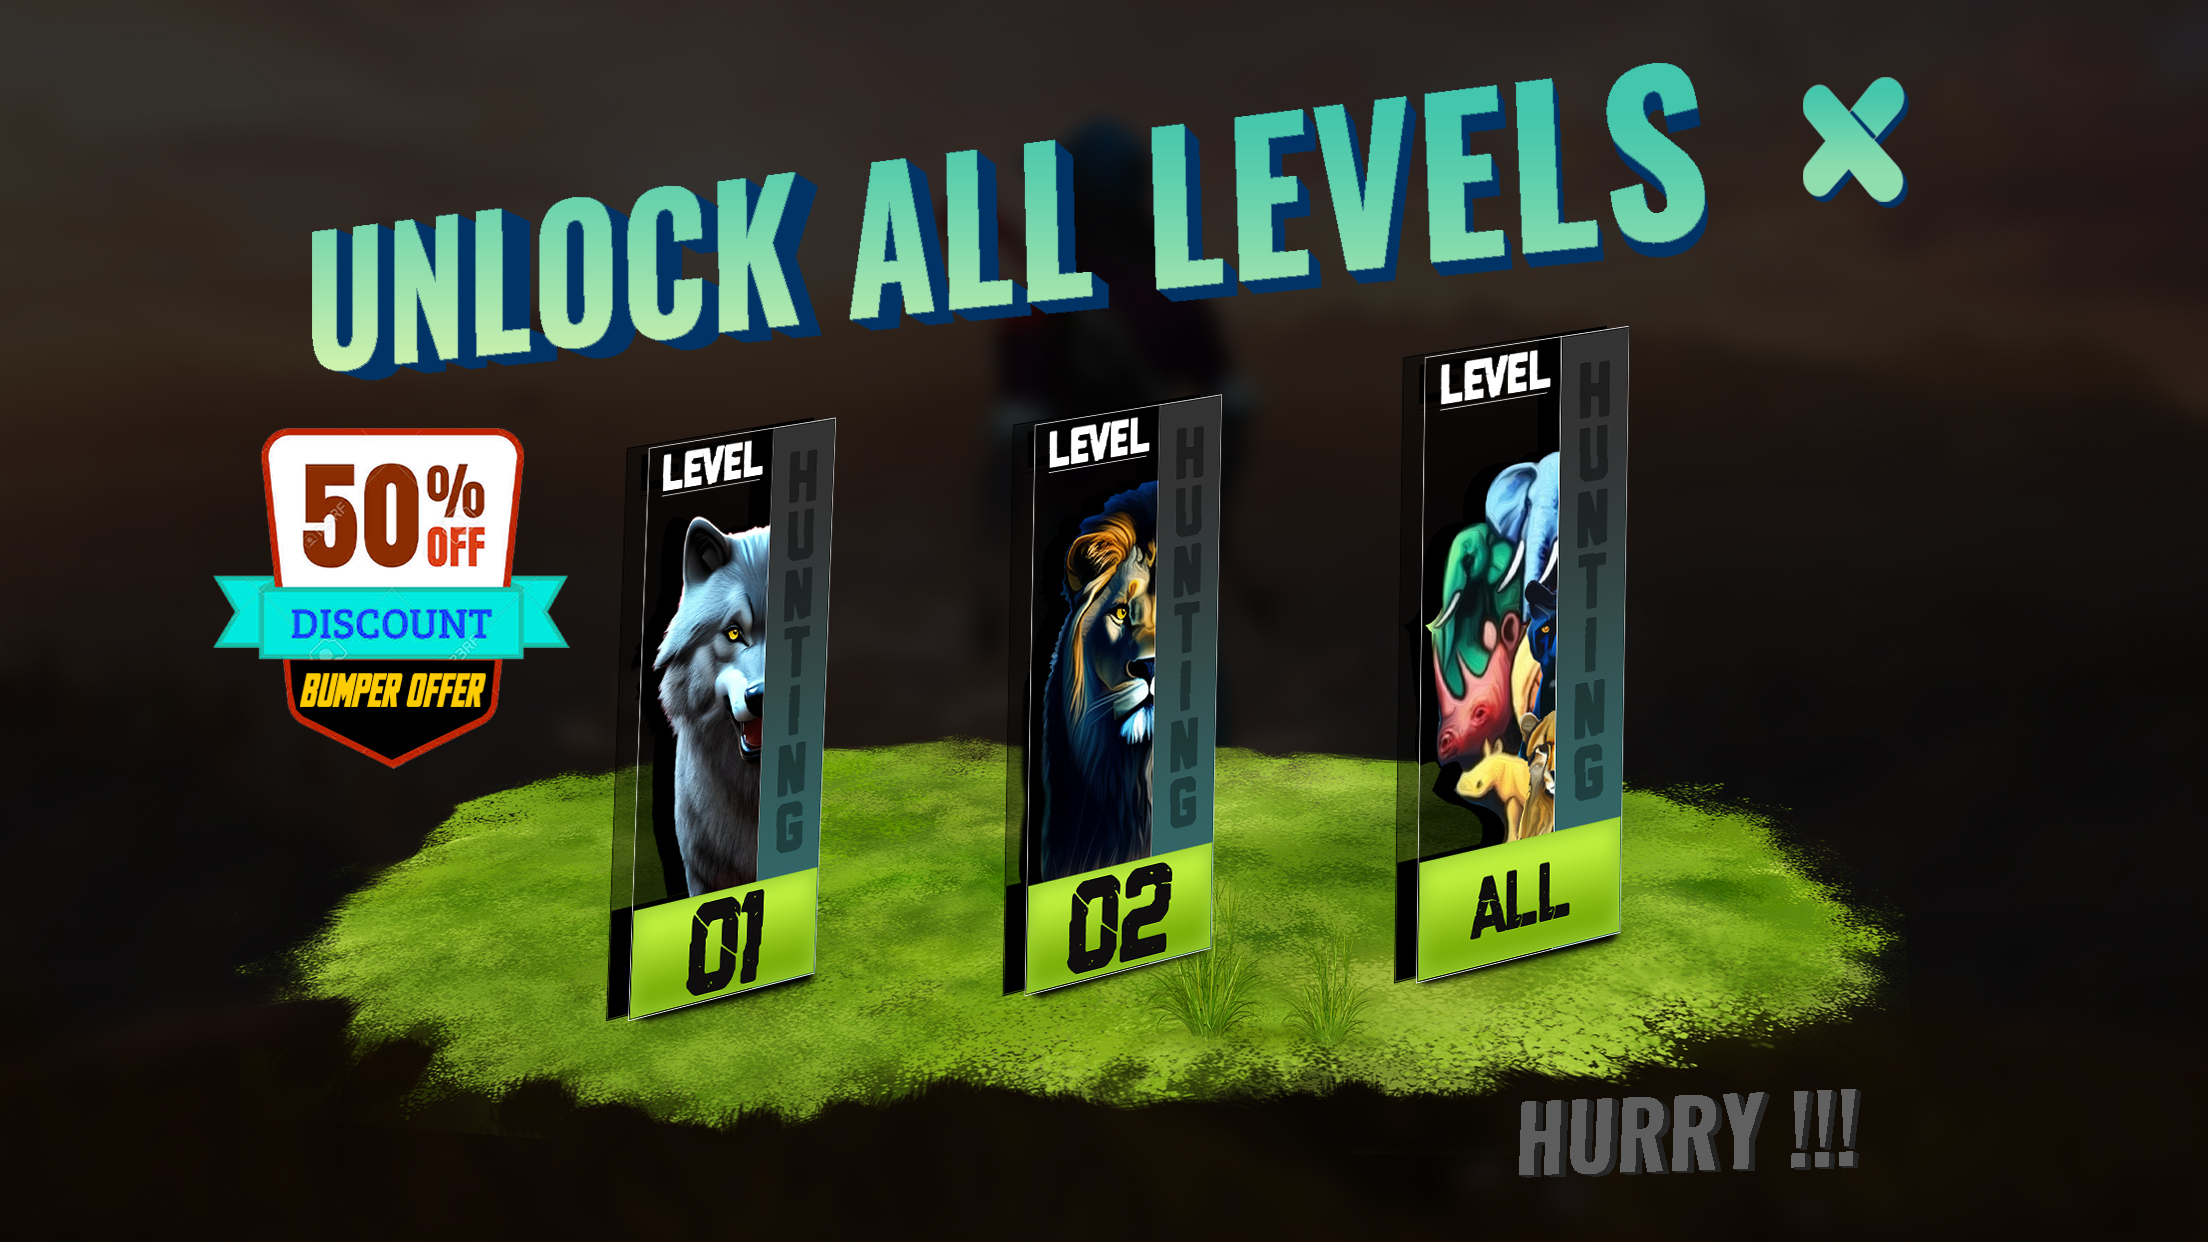 UNLOCK ALL LEVELS
50% OFF
DISCOUNT
BUMPER OFFER
LEVEL
HUNTING
01
LEVEL
HUNTING
02
LEVEL
HUNTING
ALL
HURRY !!!